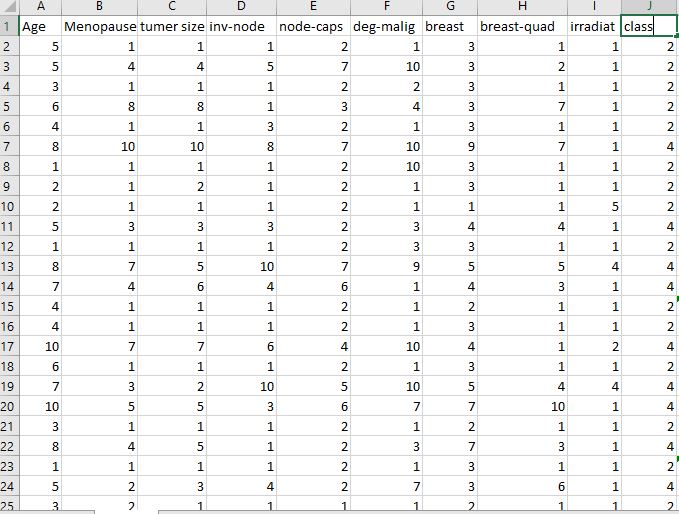 A B C D E F G H I J
1 Age Menopause tumer size inv-node node-caps deg-malig breast breast-quad irradiat class
2 5 1 1 1 2 1 3 1 1 2
3 5 4 4 5 7 10 3 2 1 2
4 3 1 1 1 2 2 3 1 1 2
5 6 8 8 1 3 4 3 7 1 2
6 4 1 1 3 2 1 3 1 1 2
7 8 10 10 8 7 10 9 7 1 4
8 1 1 1 1 2 10 3 1 1 2
9 2 1 2 1 2 1 3 1 1 2
10 2 1 1 1 2 1 1 1 5 2
11 5 3 3 3 2 3 4 4 1 4
12 1 1 1 1 2 3 3 1 1 2
13 8 7 5 10 7 9 5 5 4 4
14 7 4 6 4 6 1 4 3 1 4
15 4 1 1 1 2 1 2 1 1 2
16 4 1 1 1 2 1 3 1 1 2
17 10 7 7 6 4 10 4 1 2 4
18 6 1 1 1 2 1 3 1 1 2
19 7 3 2 10 5 10 5 4 4 4
20 10 5 5 3 6 7 7 10 1 4
21 3 1 1 1 2 1 2 1 1 2
22 8 4 5 1 2 3 7 3 1 4
23 1 1 1 1 2 1 3 1 1 2
24 5 2 3 4 2 7 3 6 1 4
25 3 2 1 1 1 1 2 1 1 2